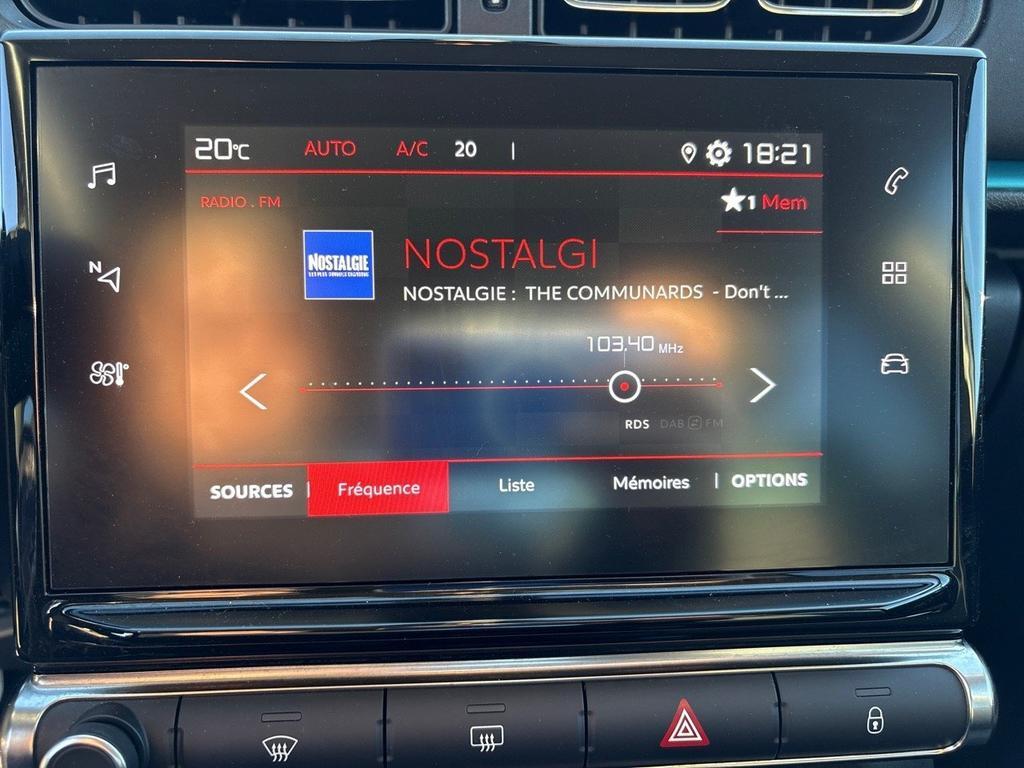 20°C AUTO A/C 20 18:21
RADIO . FM
1 Mem
NOSTALGIE
NOSTALGI
NOSTALGIE : THE COMMUNARDS - Don't ...
103.40 MHz
N
RDS DAB FM
SOURCES Fréquence Liste Mémoires OPTIONS